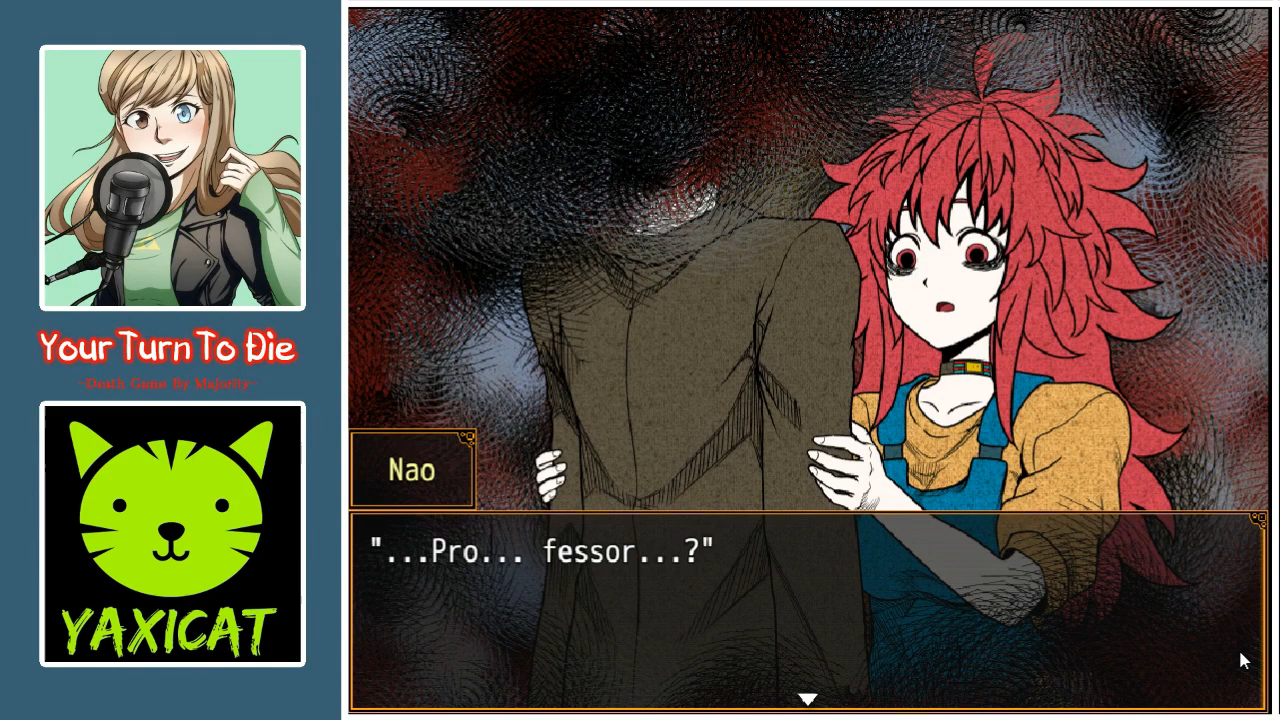 Your Turn To Die
-Death Game By Majority-
YAXICAT
Nao
"...Pro... fessor...?"